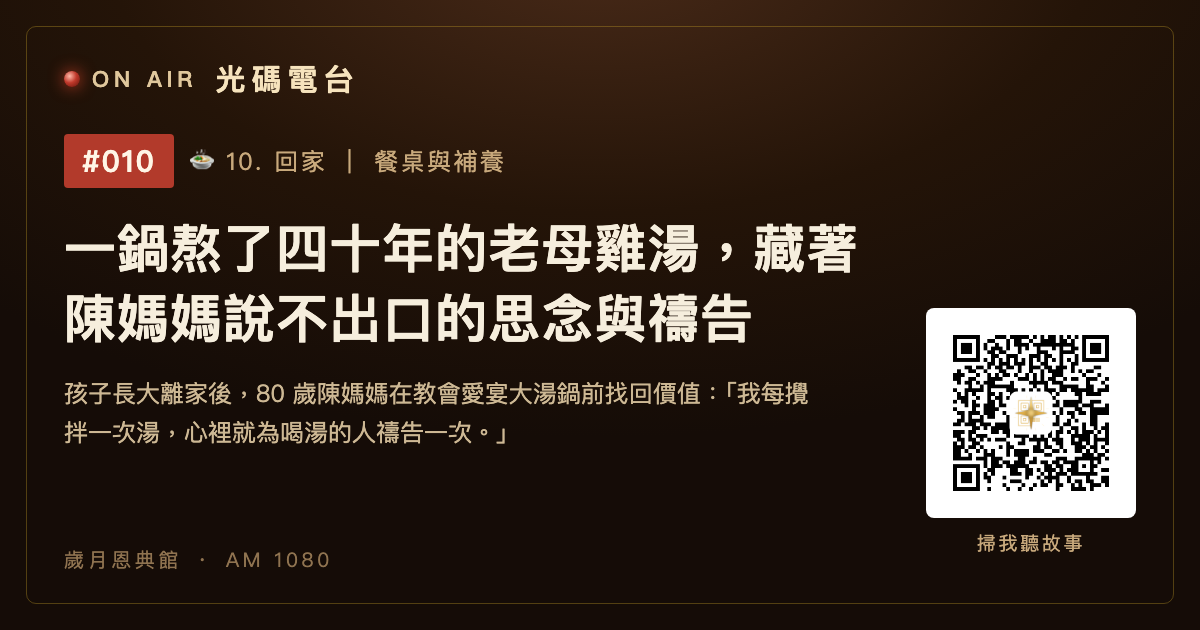 ON AIR 光碼電台
#010 10. 回家 | 餐桌與補養
一鍋熬了四十年的老母雞湯，藏著
陳媽媽說不出口的思念與禱告
孩子長大離家後，80 歲陳媽媽在教會愛宴大湯鍋前找回價值：「我每攪
拌一次湯，心裡就為喝湯的人禱告一次。」
掃我聽故事
歲月恩典館 · AM 1080